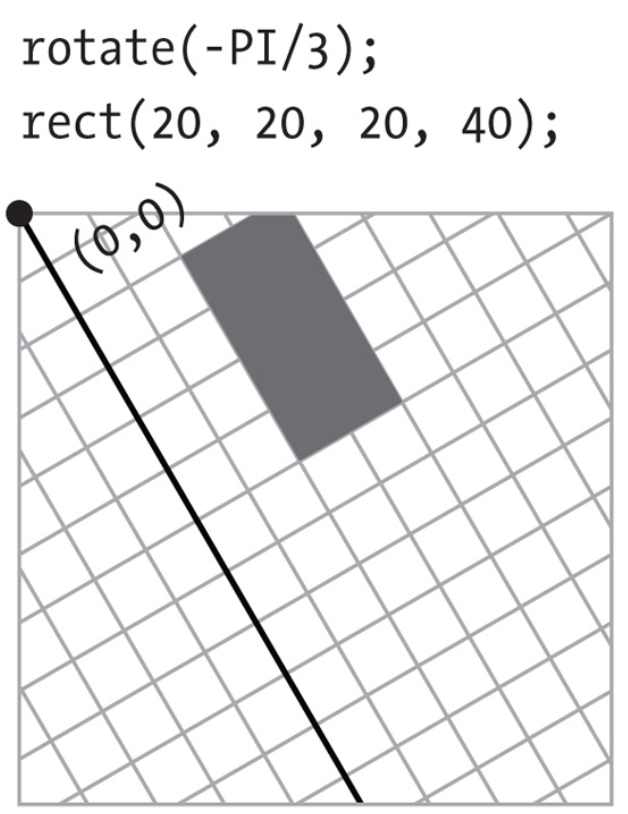 rotate(-PI/3);
rect(20, 20, 20, 40);
(0,0)